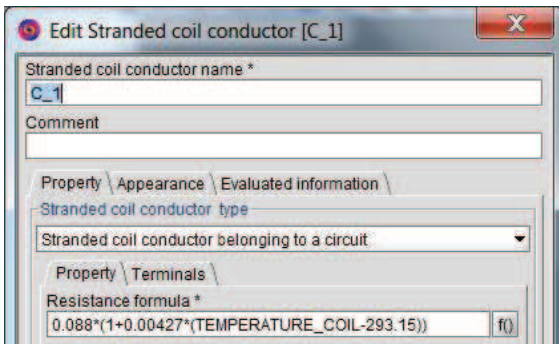 Edit Stranded coil conductor [C_1]
Stranded coil conductor name *
C_1
Comment
Property Appearance Evaluated information
Stranded coil conductor type
Stranded coil conductor belonging to a circuit
Property Terminals
Resistance formula *
0.088*(1+0.00427*(TEMPERATURE_COIL-293.15)) f()